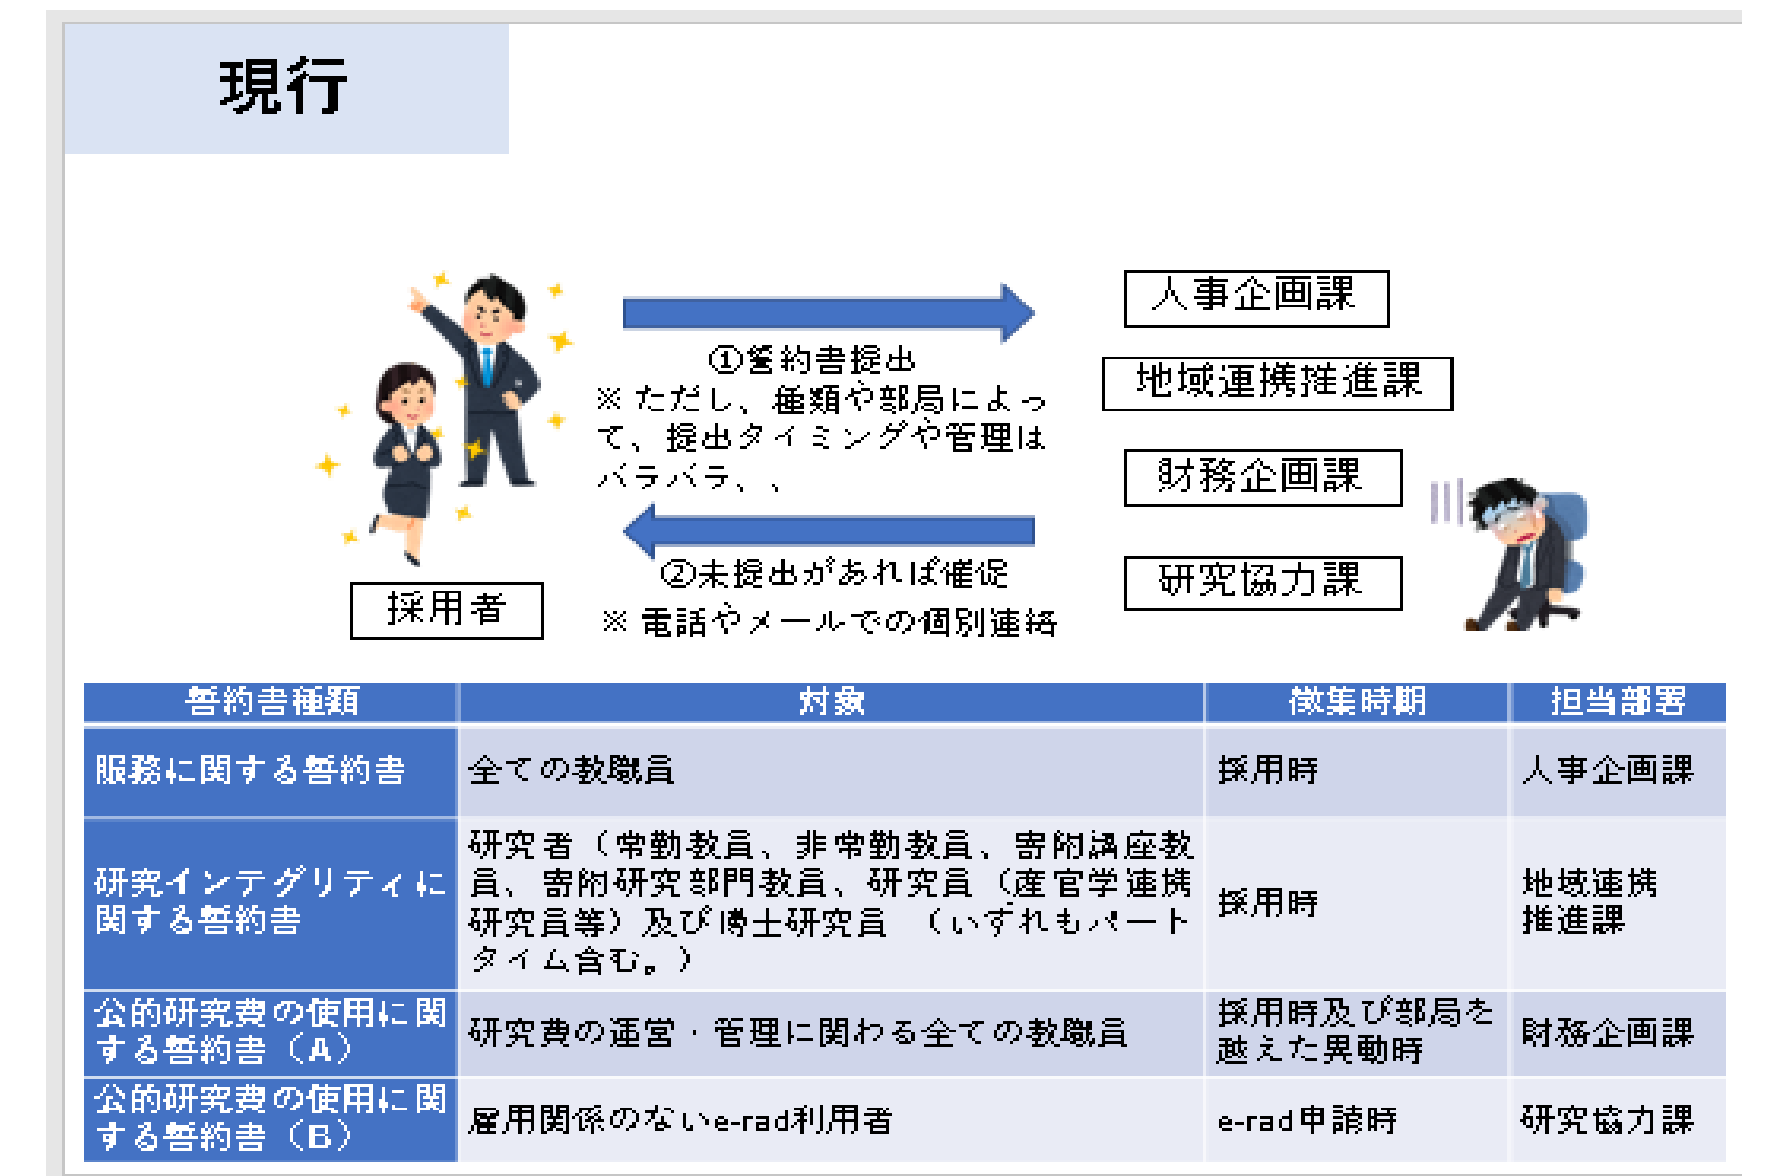 現行
①誓約書提出
※ただし、種類や部局によっ
て、提出タイミングや管理は
バラバラ、、
②未提出があれば催促
※電話やメールでの個別連絡
採用者
人事企画課
地域連携推進課
財務企画課
研究協力課
誓約書種類 対象 徴集時期 担当部署
服務に関する誓約書 全ての教職員 採用時 人事企画課
研究インテグリティに
関する誓約書
研究者（常勤教員、非常勤教員、寄附講座教
員、寄附研究部門教員、研究員（産官学連携
研究員等）及び博士研究員 （いずれもパート
タイム含む。）
採用時
地域連携
推進課
公的研究費の使用に関
する誓約書（A）
研究費の運営・管理に関わる全ての教職員
採用時及び部局を
越えた異動時
財務企画課
公的研究費の使用に関
する誓約書（B）
雇用関係のないe-rad利用者
e-rad申請時
研究協力課